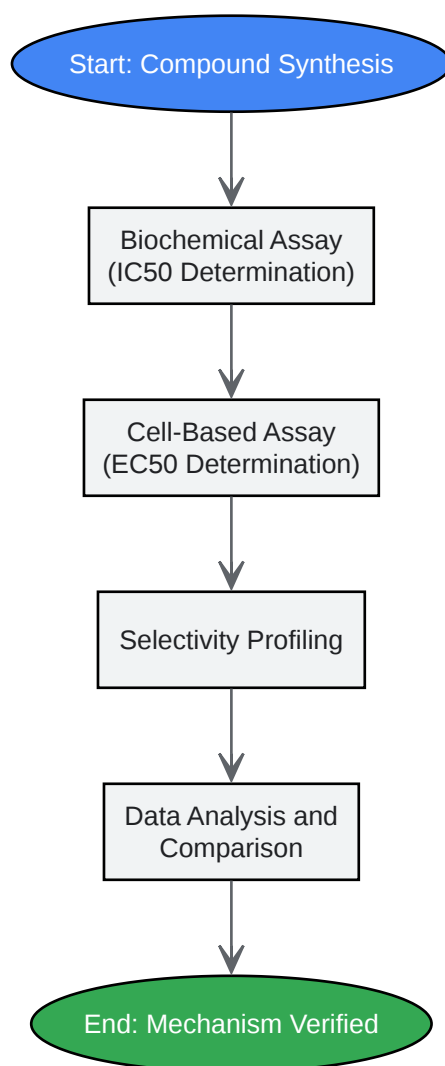 Start: Compound Synthesis
Biochemical Assay
(IC50 Determination)
Cell-Based Assay
(EC50 Determination)
Selectivity Profiling
Data Analysis and
Comparison
End: Mechanism Verified